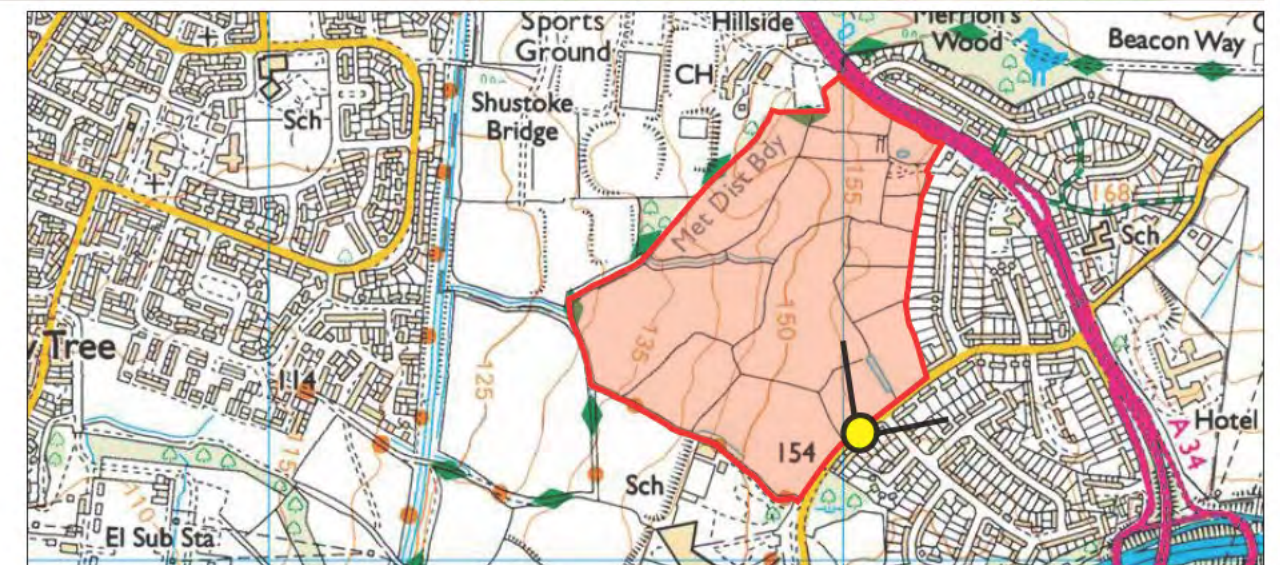 Sports
Ground
Hillside
Merrion's
Wood
Beacon Way
CH
Shustoke
Bridge
Sch
Met Dist Bdy
155
168
Sch
150
135
125
y Tree
114
154
Hotel
A 34
Sch
115
110
El Sub Sta